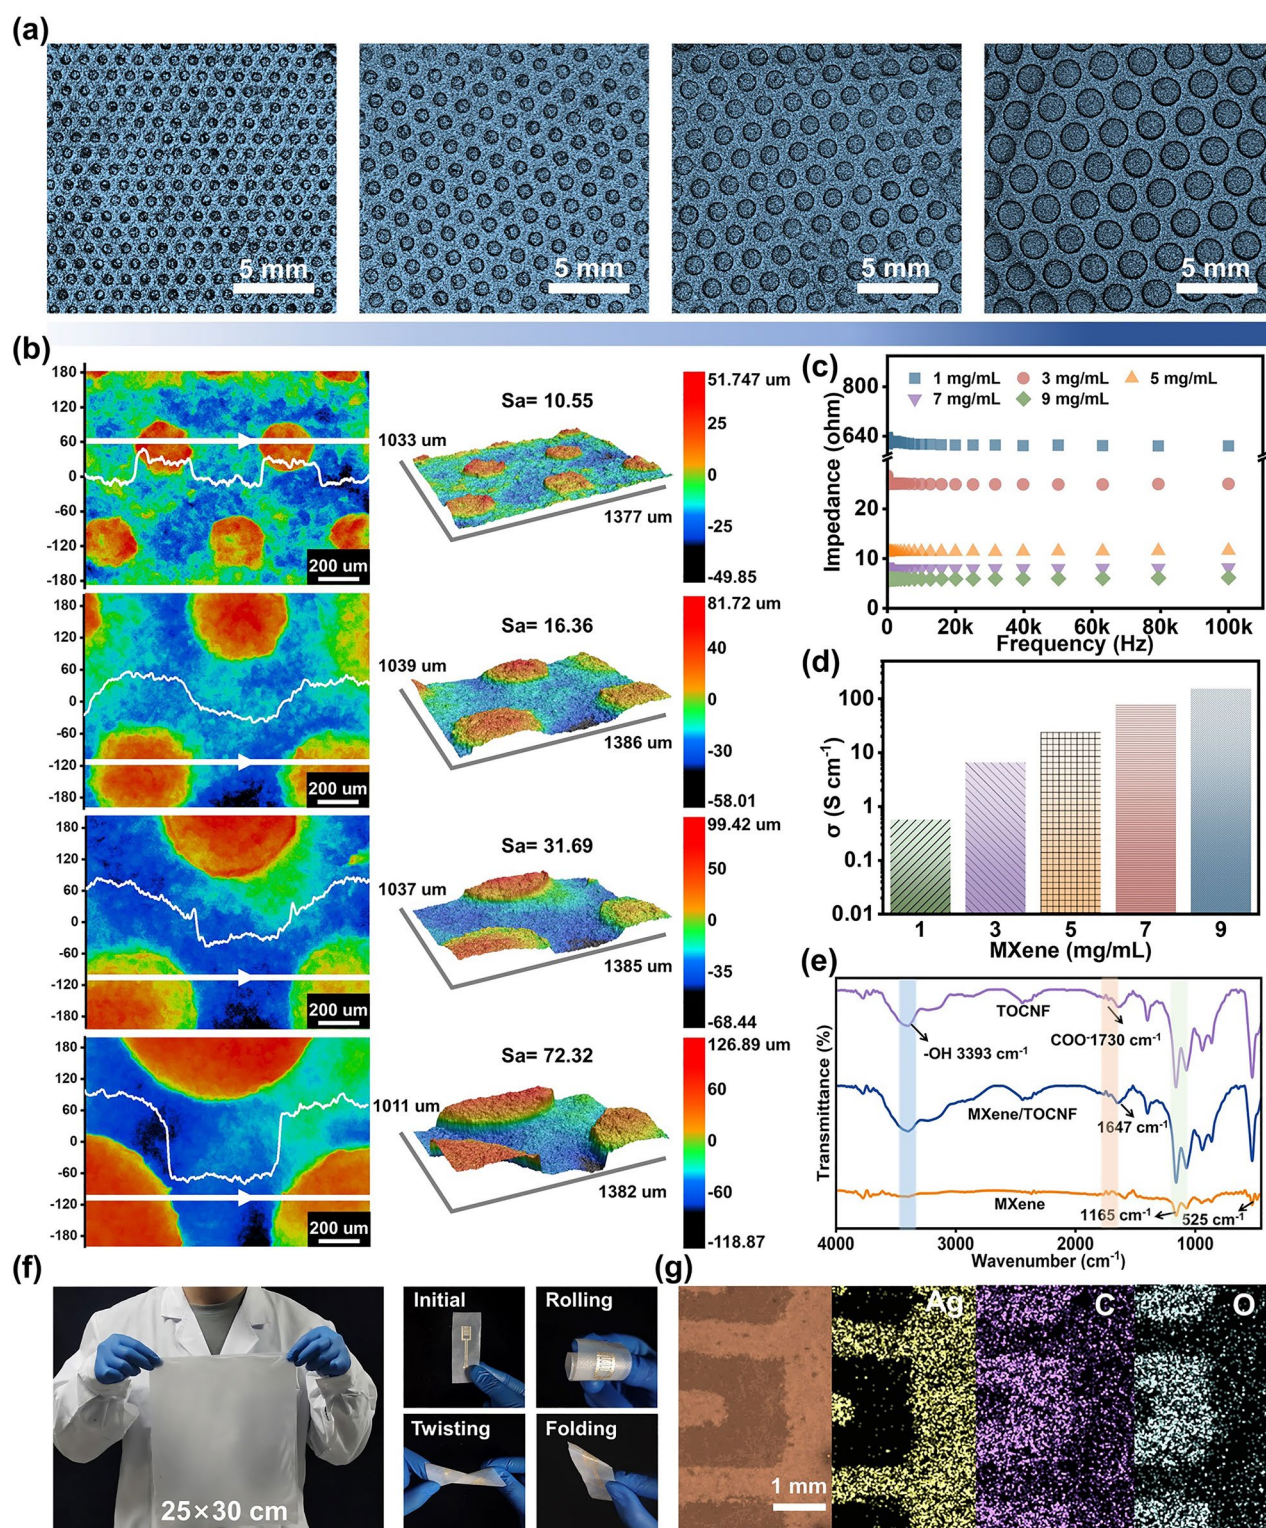 (a)
5 mm
5 mm
5 mm
5 mm
(b)
180
120
60
0
-60
-120
-180
200 um
Sa= 10.55
1033 um
1377 um
51.747 um
25
0
-25
-49.85
180
120
60
0
-60
-120
-180
200 um
Sa= 16.36
1039 um
1386 um
81.72 um
40
0
-30
-58.01
180
120
60
0
-60
-120
-180
200 um
Sa= 31.69
1037 um
1385 um
99.42 um
50
0
-35
-68.44
180
120
60
0
-60
-120
-180
200 um
Sa= 72.32
1011 um
1382 um
126.89 um
60
0
-60
-118.87
(c)
Impedance (ohm)
800
640
20
10
0
1 mg/mL
3 mg/mL
5 mg/mL
7 mg/mL
9 mg/mL
0 20k 40k 60k 80k 100k
Frequency (Hz)
(d)
σ (S cm⁻¹)
100
10
1
0.1
0.01
1 3 5 7 9
MXene (mg/mL)
(e)
Transmittance (%)
TOCNF
-OH 3393 cm⁻¹
COO⁻1730 cm⁻¹
MXene/TOCNF
1647 cm⁻¹
MXene
1165 cm⁻¹
525 cm⁻¹
4000 3000 2000 1000
Wavenumber (cm⁻¹)
(f)
25×30 cm
Initial
Rolling
Twisting
Folding
(g)
1 mm
Ag
C
O